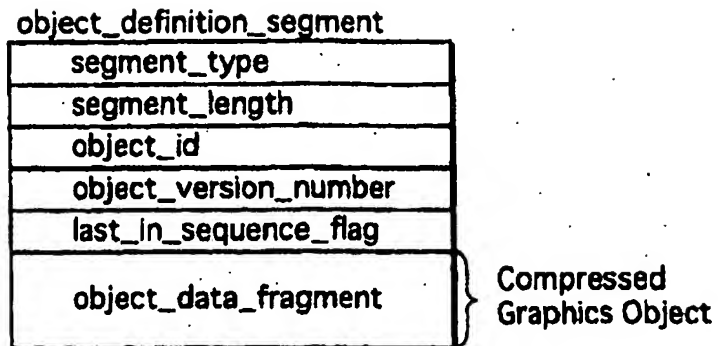 object_definition_segment
segment_type
segment_length
object_id
object_version_number
last_in_sequence_flag
object_data_fragment
Compressed
Graphics Object